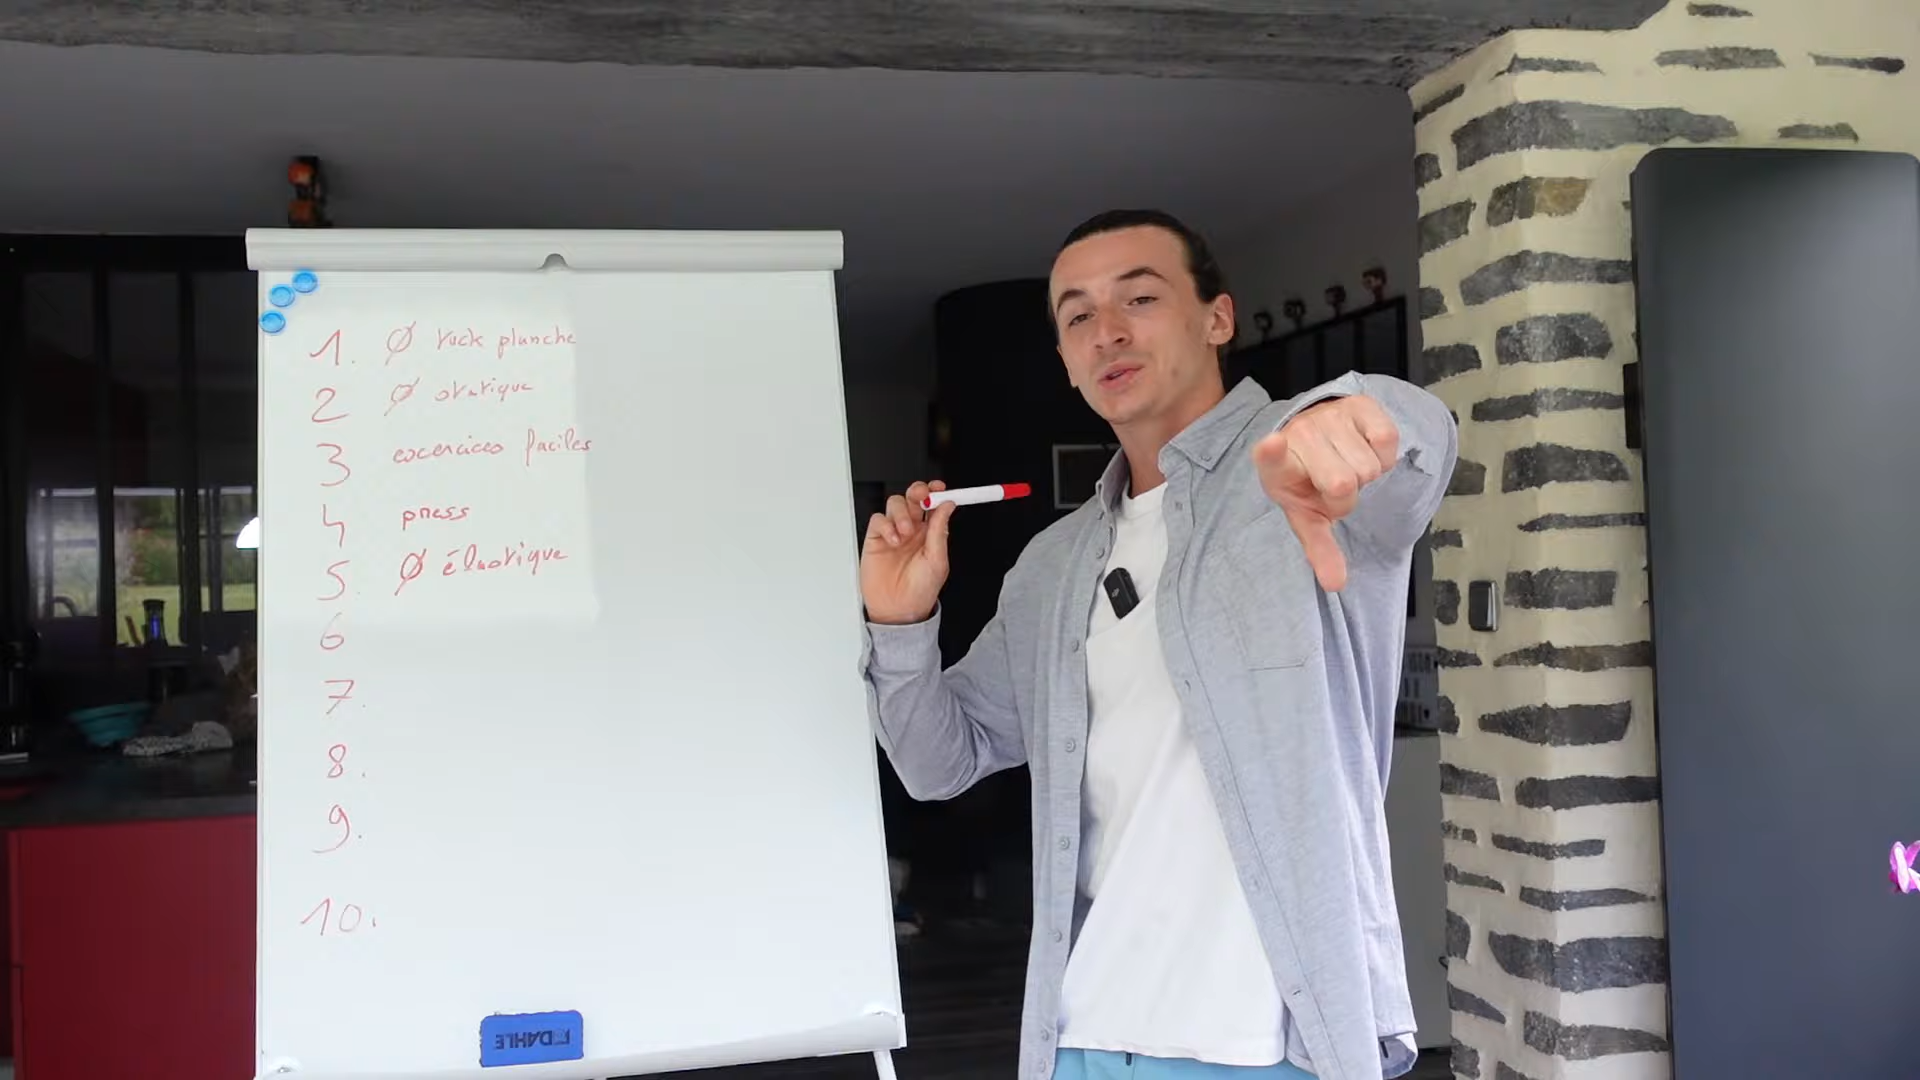 1. Ø tuck planche
2 Ø statique
3 exercices faciles
4 press
5. Ø élastique
6
7.
8.
9.
10.
DAHLE